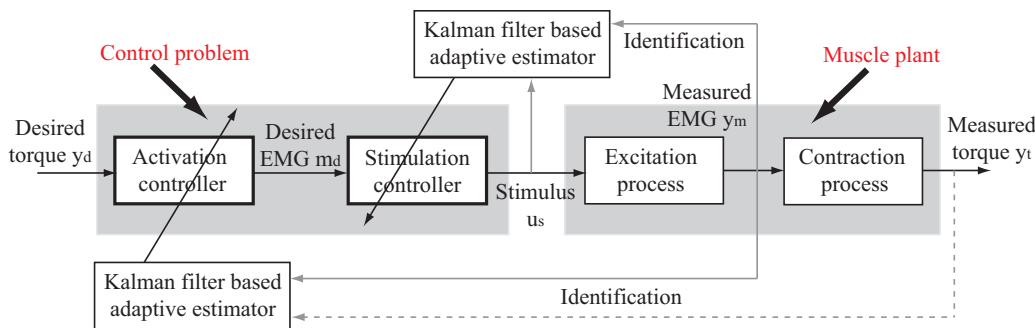 Kalman filter based
adaptive estimator
Identification
Control problem
Muscle plant
Measured
EMG ym
Desired
torque yd
Activation
controller
Desired
EMG md
Stimulation
controller
Stimulus
us
Excitation
process
Contraction
process
Measured
torque yt
Kalman filter based
adaptive estimator
Identification